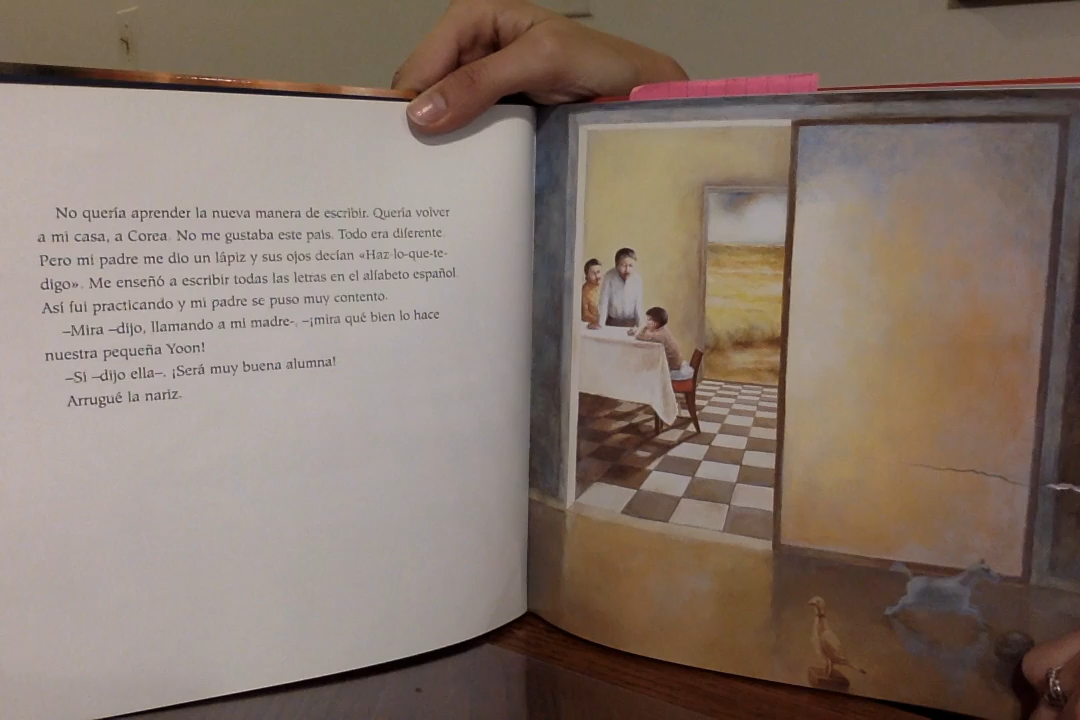 No quería aprender la nueva manera de escribir. Quería volver
a mi casa, a Corea. No me gustaba este país. Todo era diferente.
Pero mi padre me dio un lápiz y sus ojos decían «Haz-lo-que-te-
digo». Me enseñó a escribir todas las letras en el alfabeto español.
Así fui practicando y mi padre se puso muy contento.
–Mira –dijo, llamando a mi madre-, –¡mira qué bien lo hace
nuestra pequeña Yoon!
–Sí –dijo ella–. ¡Será muy buena alumna!
Arrugué la nariz.